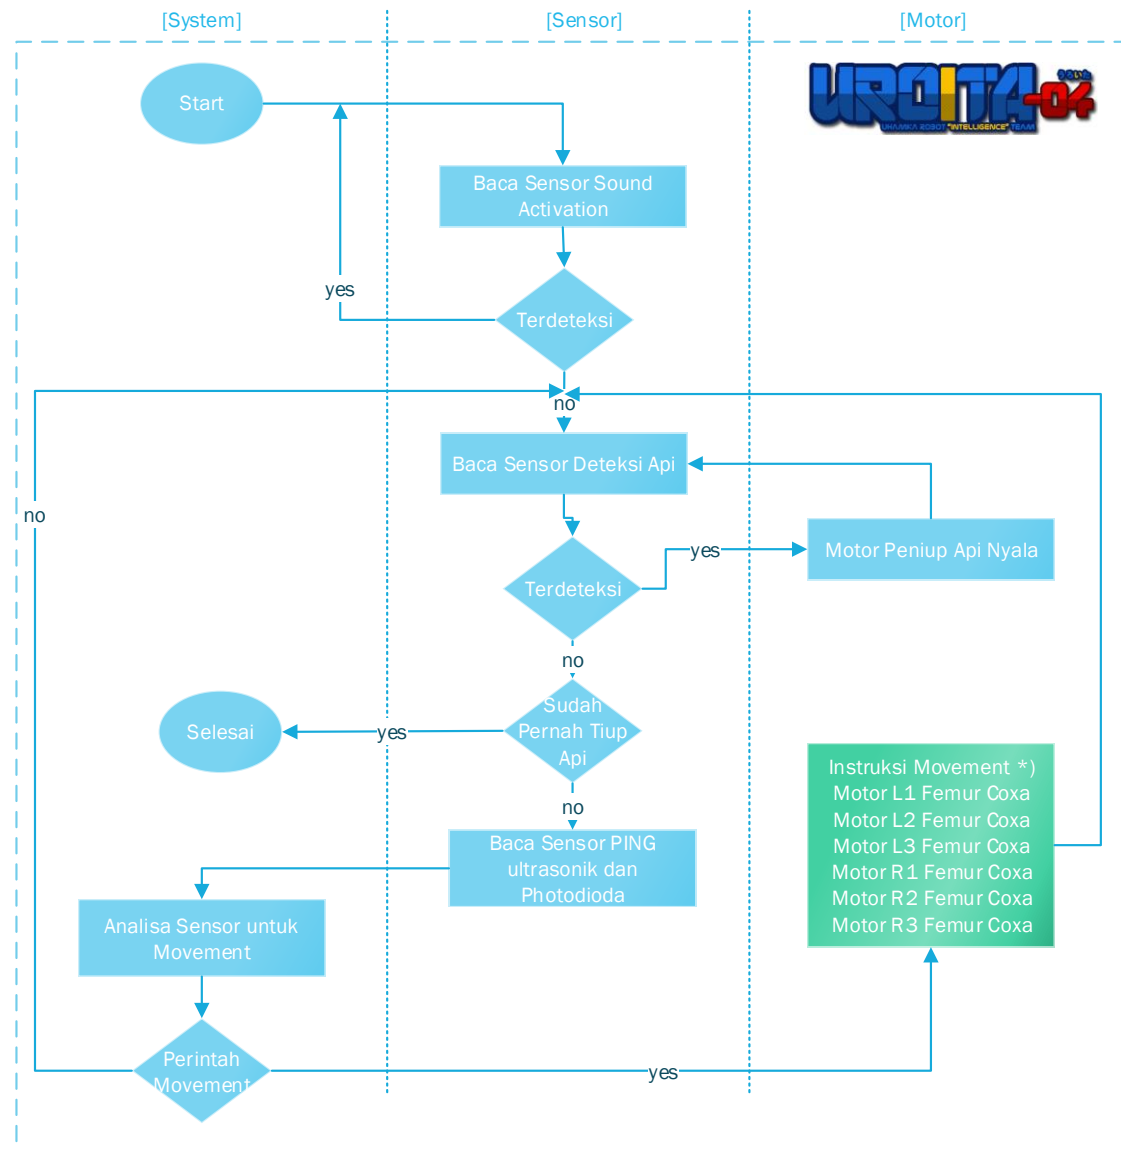 [System]
[Sensor]
[Motor]
UROITA-04
UHAMKA ROBOT "INTELLIGENCE" TEAM
Start
Baca Sensor Sound
Activation
yes
Terdeteksi
no
Baca Sensor Deteksi Api
no
yes
Motor Peniup Api Nyala
Terdeteksi
no
Sudah
Pernah Tiup
Api
yes
Selesai
no
Instruksi Movement *)
Motor L1 Femur Coxa
Motor L2 Femur Coxa
Motor L3 Femur Coxa
Motor R1 Femur Coxa
Motor R2 Femur Coxa
Motor R3 Femur Coxa
Baca Sensor PING
ultrasonik dan
Photodioda
Analisa Sensor untuk
Movement
Perintah
Movement
yes